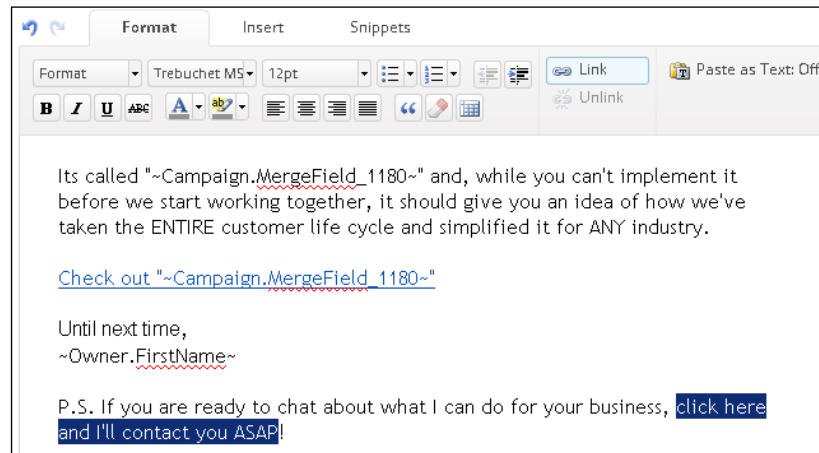 Format Insert Snippets
Format Trebuchet MS 12pt Link Paste as Text: Off
B I U ABC A ab Unlink
Its called "~Campaign.MergeField_1180~" and, while you can't implement it
before we start working together, it should give you an idea of how we've
taken the ENTIRE customer life cycle and simplified it for ANY industry.
Check out "~Campaign.MergeField_1180~"
Until next time,
~Owner.FirstName~
P.S. If you are ready to chat about what I can do for your business, click here
and I'll contact you ASAP!